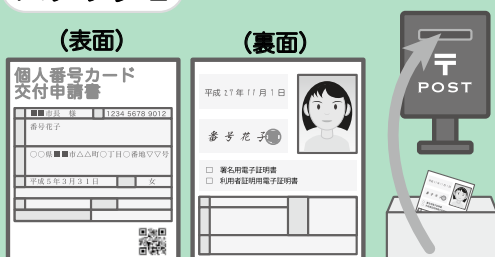 (表面)
個人番号カード
交付申請書
■■市長 様 1234 5678 9012
番号花子
○○県■■市△△町○丁目○番地▽▽号
平成5年3月31日 女
(裏面)
平成27年11月1日
番号花子
□ 署名用電子証明書
□ 利用者証明用電子証明書
〒
POST